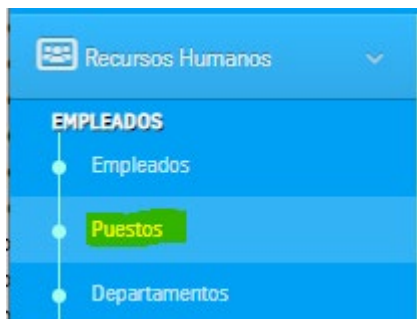 Recursos Humanos
EMPLEADOS
Empleados
Puestos
Departamentos